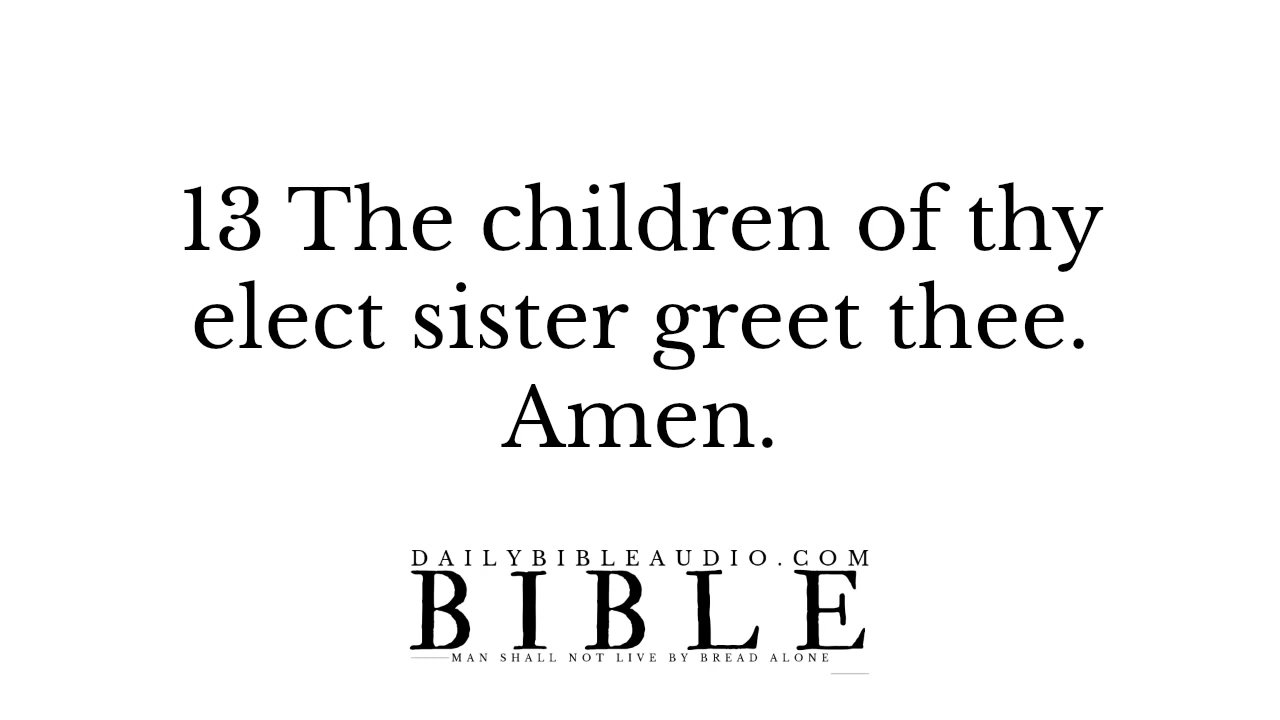 13 The children of thy
elect sister greet thee.
Amen.
DAILYBIBLEAUDIO.COM
BIBLE
MAN SHALL NOT LIVE BY BREAD ALONE